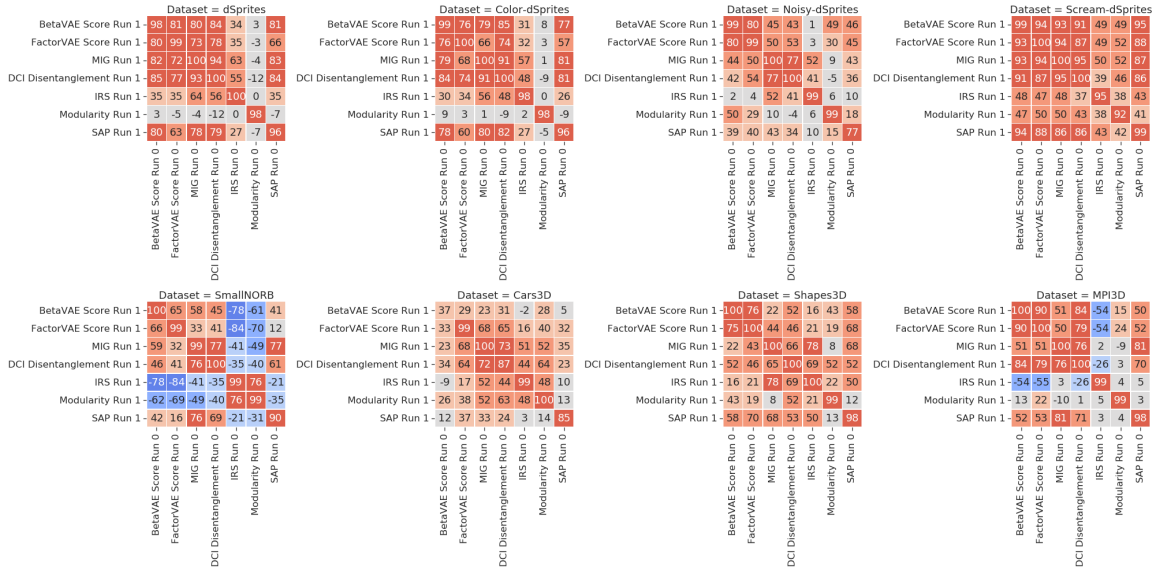 Dataset = dSprites
BetaVAE Score Run 1 98 81 80 84 34 3 81
FactorVAE Score Run 1 80 99 73 78 35 -3 66
MIG Run 1 82 72 100 94 63 -4 83
DCI Disentanglement Run 1 85 77 93 100 55 -12 84
IRS Run 1 35 35 64 56 100 0 35
Modularity Run 1 3 -5 -4 -12 0 98 -7
SAP Run 1 80 63 78 79 27 -7 96
BetaVAE Score Run 0
FactorVAE Score Run 0
MIG Run 0
DCI Disentanglement Run 0
IRS Run 0
Modularity Run 0
SAP Run 0
Dataset = Color-dSprites
BetaVAE Score Run 1 99 76 79 85 31 8 77
FactorVAE Score Run 1 76 100 66 74 32 3 57
MIG Run 1 79 68 100 91 57 1 81
DCI Disentanglement Run 1 84 74 91 100 48 -9 81
IRS Run 1 30 34 56 48 98 0 26
Modularity Run 1 9 3 1 -9 2 98 -9
SAP Run 1 78 60 80 82 27 -5 96
BetaVAE Score Run 0
FactorVAE Score Run 0
MIG Run 0
DCI Disentanglement Run 0
IRS Run 0
Modularity Run 0
SAP Run 0
Dataset = Noisy-dSprites
BetaVAE Score Run 1 99 80 45 43 1 49 46
FactorVAE Score Run 1 80 99 50 53 3 30 45
MIG Run 1 44 50 100 77 52 9 43
DCI Disentanglement Run 1 42 54 77 100 41 -5 36
IRS Run 1 2 4 52 41 99 6 10
Modularity Run 1 50 29 10 -4 6 99 18
SAP Run 1 39 40 43 34 10 15 77
BetaVAE Score Run 0
FactorVAE Score Run 0
MIG Run 0
DCI Disentanglement Run 0
IRS Run 0
Modularity Run 0
SAP Run 0
Dataset = Scream-dSprites
BetaVAE Score Run 1 99 94 93 91 49 49 95
FactorVAE Score Run 1 93 100 94 87 49 52 88
MIG Run 1 93 94 100 95 50 52 87
DCI Disentanglement Run 1 91 87 95 100 39 46 86
IRS Run 1 48 47 48 37 95 38 43
Modularity Run 1 47 50 50 43 38 92 41
SAP Run 1 94 88 86 86 43 42 99
BetaVAE Score Run 0
FactorVAE Score Run 0
MIG Run 0
DCI Disentanglement Run 0
IRS Run 0
Modularity Run 0
SAP Run 0
Dataset = SmallNORB
BetaVAE Score Run 1 100 65 58 45 -78 -61 41
FactorVAE Score Run 1 66 99 33 41 -84 -70 12
MIG Run 1 59 32 99 77 -41 -49 77
DCI Disentanglement Run 1 46 41 76 100 -35 -40 61
IRS Run 1 -78 -84 -41 -35 99 76 -21
Modularity Run 1 -62 -69 -49 -40 76 99 -35
SAP Run 1 42 16 76 69 -21 -31 90
BetaVAE Score Run 0
FactorVAE Score Run 0
MIG Run 0
DCI Disentanglement Run 0
IRS Run 0
Modularity Run 0
SAP Run 0
Dataset = Cars3D
BetaVAE Score Run 1 37 29 23 31 -2 28 5
FactorVAE Score Run 1 33 99 68 65 16 40 32
MIG Run 1 23 68 100 73 51 52 35
DCI Disentanglement Run 1 34 64 72 87 44 64 23
IRS Run 1 -9 17 52 44 99 48 10
Modularity Run 1 26 38 52 63 48 100 13
SAP Run 1 12 37 33 24 3 14 85
BetaVAE Score Run 0
FactorVAE Score Run 0
MIG Run 0
DCI Disentanglement Run 0
IRS Run 0
Modularity Run 0
SAP Run 0
Dataset = Shapes3D
BetaVAE Score Run 1 100 76 22 52 16 43 58
FactorVAE Score Run 1 75 100 44 46 21 19 68
MIG Run 1 22 43 100 66 78 8 68
DCI Disentanglement Run 1 52 46 65 100 69 52 52
IRS Run 1 16 21 78 69 100 22 50
Modularity Run 1 43 19 8 52 21 99 12
SAP Run 1 58 70 68 53 50 13 98
BetaVAE Score Run 0
FactorVAE Score Run 0
MIG Run 0
DCI Disentanglement Run 0
IRS Run 0
Modularity Run 0
SAP Run 0
Dataset = MPI3D
BetaVAE Score Run 1 100 90 51 84 -54 15 50
FactorVAE Score Run 1 90 100 50 79 -54 24 52
MIG Run 1 51 51 100 76 2 -9 81
DCI Disentanglement Run 1 84 79 76 100 -26 3 70
IRS Run 1 -54 -55 3 -26 99 4 5
Modularity Run 1 13 22 -10 1 5 99 3
SAP Run 1 52 53 81 71 3 4 98
BetaVAE Score Run 0
FactorVAE Score Run 0
MIG Run 0
DCI Disentanglement Run 0
IRS Run 0
Modularity Run 0
SAP Run 0